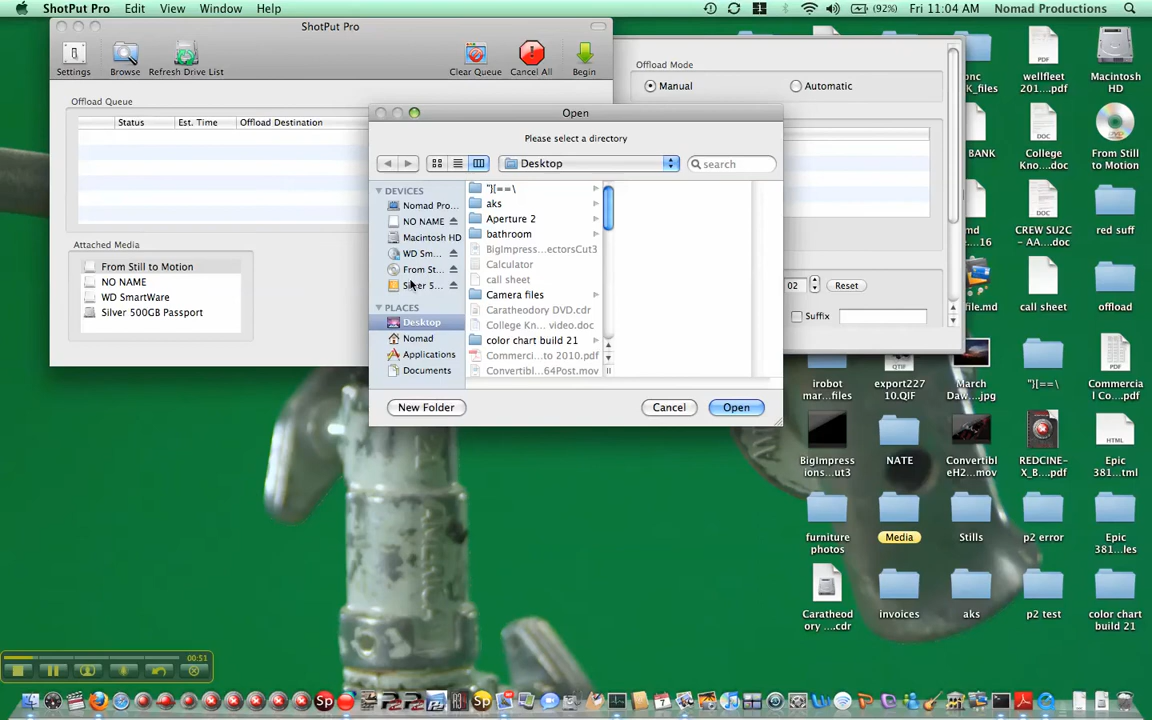 ShotPut Pro Edit View Window Help (92%) Fri 11:04 AM Nomad Productions
ShotPut Pro
Settings Browse Refresh Drive List Clear Queue Cancel All Begin
Offload Queue
Status Est. Time Offload Destination
Attached Media
From Still to Motion
NO NAME
WD SmartWare
Silver 500GB Passport
Open
Please select a directory
Desktop
search
DEVICES
Nomad Pro...
NO NAME
Macintosh HD
WD Sm...
From St...
Silver 5...
PLACES
Desktop
Nomad
Applications
Documents
"}[==\
aks
Aperture 2
bathroom
BigImpress...ectorsCut3
Calculator
call sheet
Camera files
Caratheodory DVD.cdr
College Kn... video.doc
color chart build 21
Commerci...to 2010.pdf
Convertibl...64Post.mov
New Folder Cancel Open
Offload Mode
Manual Automatic
02 Reset
Suffix
wellfleet
201...y.pdf
Macintosh
HD
BANK
College
Kno...doc
From Still
to Motion
CREW SU2C
- AM.doc
red suff
call sheet
offload
irobot
mar...files
export227
10.QIF
March
Daw...jpg
"}[==\
Commercia
l Co...pdf
BigImpress
ions...ut3
NATE
Convertibl
eH2...mov
REDCINE-
X_B...pdf
Epic
381...tml
furniture
photos
Media
Stills
p2 error
Epic
381...les
Caratheod
ory ....cdr
invoices
aks
p2 test
color chart
build 21
00:51